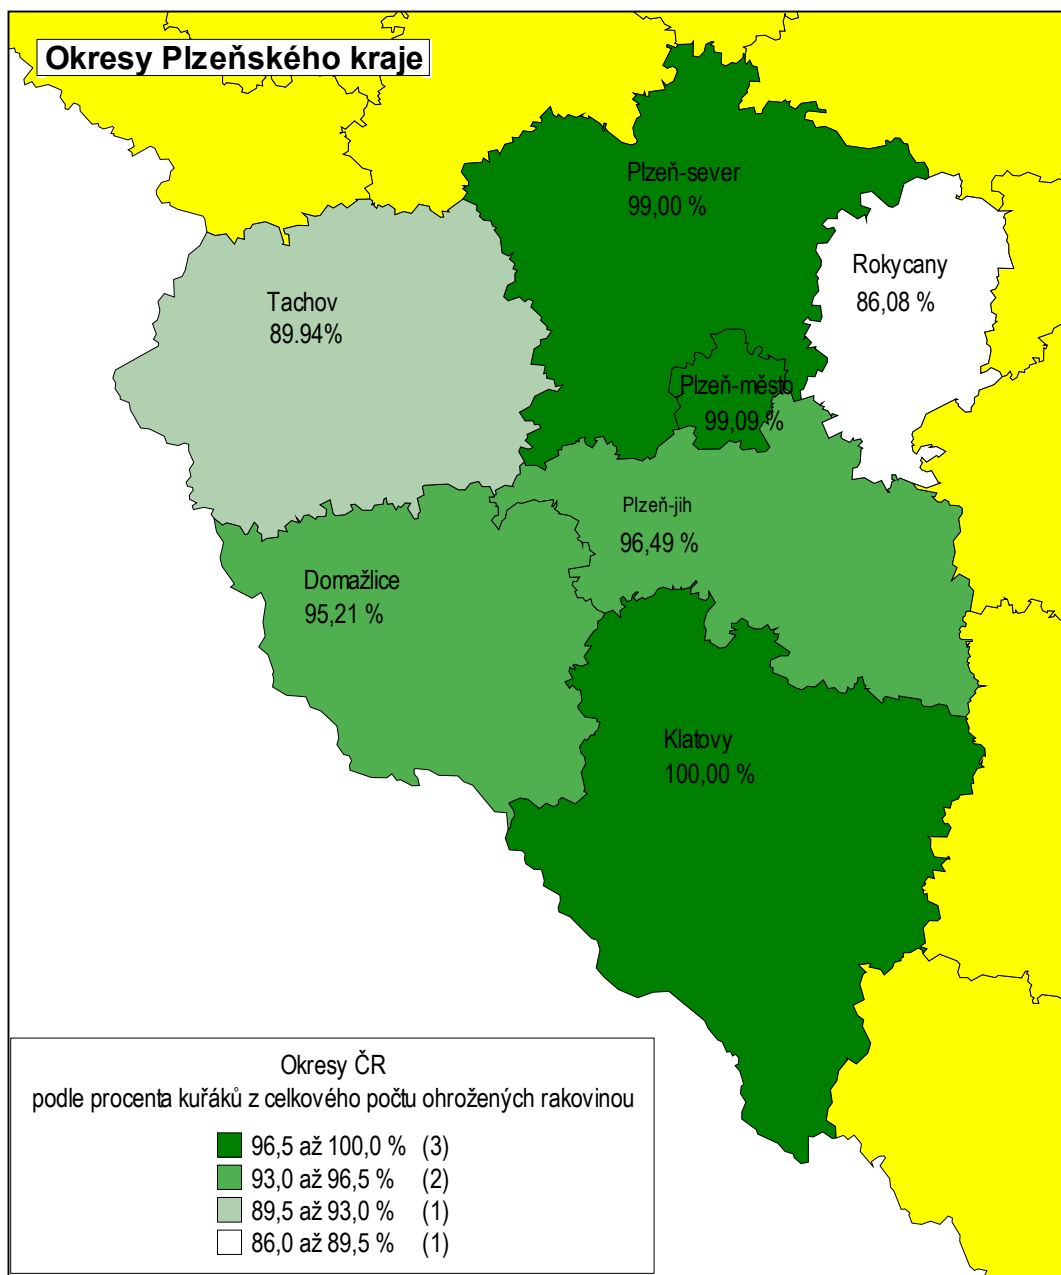 Okresy Plzeňského kraje
Plzeň-sever
99,00 %
Rokycany
86,08 %
Tachov
89.94%
Plzeň-město
99,09 %
Plzeň-jih
96,49 %
Domažlice
95,21 %
Klatovy
100,00 %
Okresy ČR
podle procenta kuřáků z celkového počtu ohrožených rakovinou
96,5 až 100,0 % (3)
93,0 až 96,5 % (2)
89,5 až 93,0 % (1)
86,0 až 89,5 % (1)